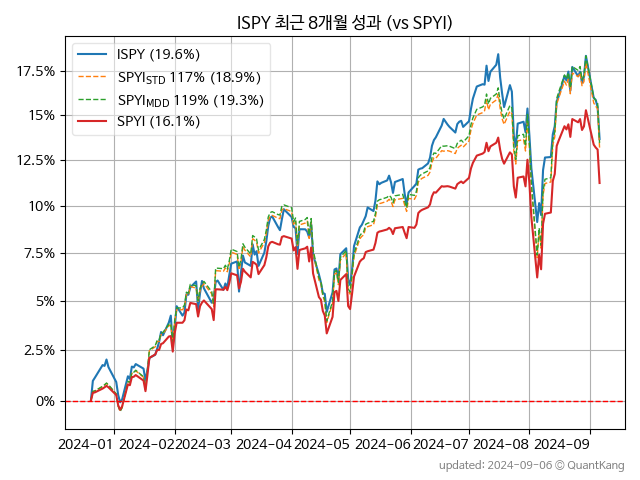 ISPY 최근 8개월 성과 (vs SPYI)
ISPY (19.6%)
SPYI_STD 117% (18.9%)
SPYI_MDD 119% (19.3%)
SPYI (16.1%)
17.5%
15%
12.5%
10%
7.5%
5%
2.5%
0%
2024-01 2024-02 2024-03 2024-04 2024-05 2024-06 2024-07 2024-08 2024-09
updated: 2024-09-06 © QuantKang